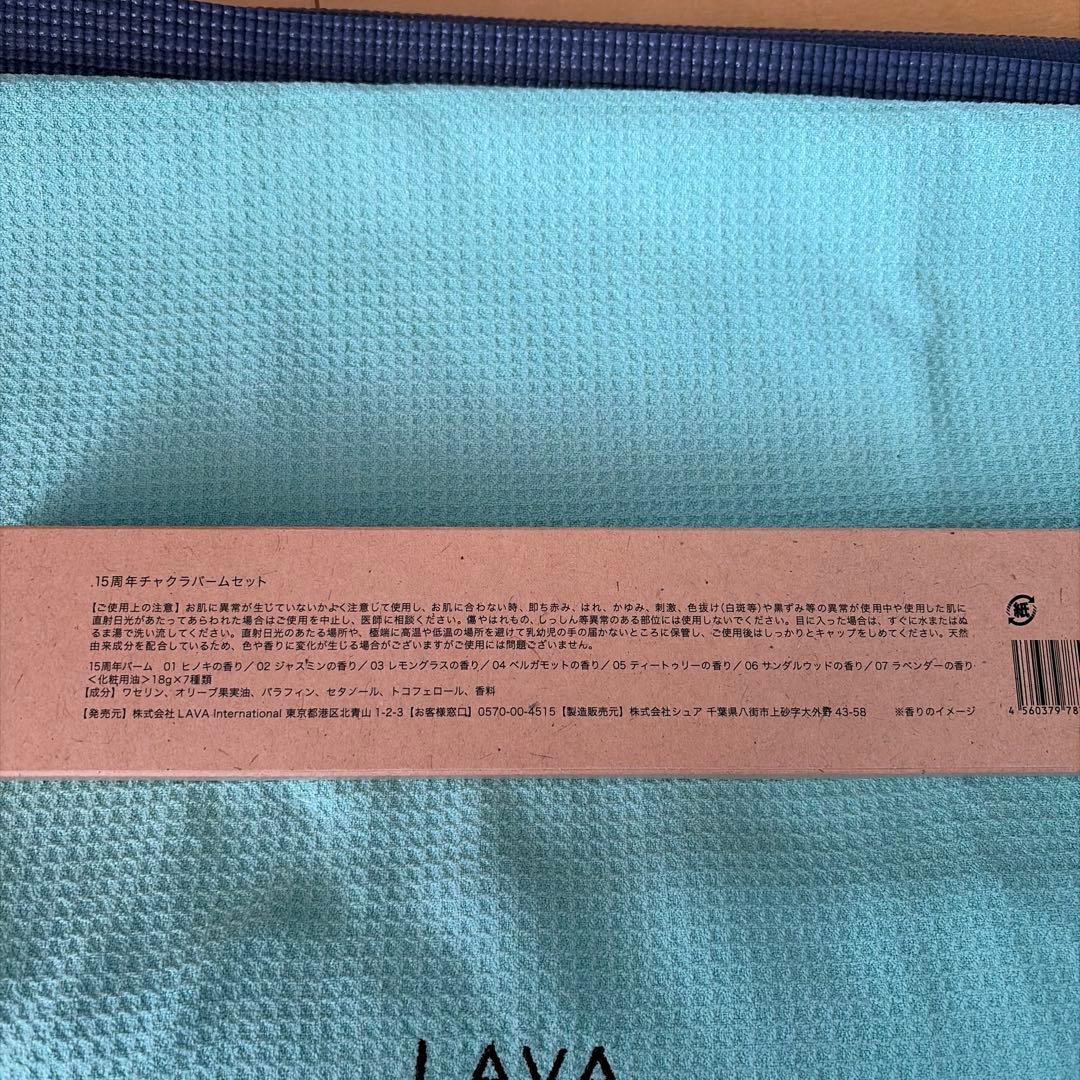 .15周年チャクラバームセット
【ご使用上の注意】お肌に異常が生じていないかよく注意して使用し、お肌に合わない時、即ち赤み、はれ、かゆみ、刺激、色抜け(白斑等)や黒ずみ等の異常が使用中や使用した肌に
直射日光があたってあらわれた場合はご使用を中止し、医師に相談ください。傷やはれもの、しっしん等異常のある部位には使用しないでください。目に入った場合は、すぐに水またはぬ
るま湯で洗い流してください。直射日光のあたる場所や、極端に高温や低温の場所を避けて乳幼児の手の届かないところに保管し、ご使用後はしっかりとキャップをしめてください。天然
由来成分を配合しているため、色や香りに変化が生じる場合がございますがご使用には問題ございません。
15周年バーム 01 ヒノキの香り/02 ジャスミンの香り/03 レモングラスの香り/04 ベルガモットの香り/05 ティートゥリーの香り/06 サンダルウッドの香り/07 ラベンダーの香り
<化粧用油>18g×7種類
【成分】ワセリン、オリーブ果実油、パラフィン、セタノール、トコフェロール、香料
【発売元】株式会社 LAVA International 東京都港区北青山 1-2-3【お客様窓口】0570-00-4515【製造販売元】株式会社シュア 千葉県八街市上砂字大外野 43-58 ※香りのイメージ
紙
4 560379 78
LAVA